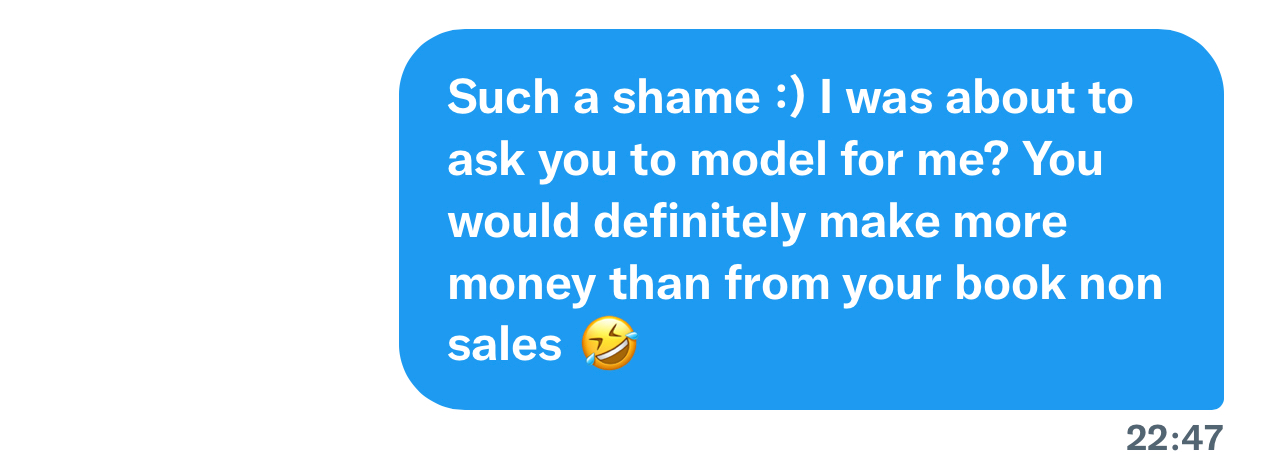 Such a shame :) I was about to
ask you to model for me? You
would definitely make more
money than from your book non
sales 🤣
22:47